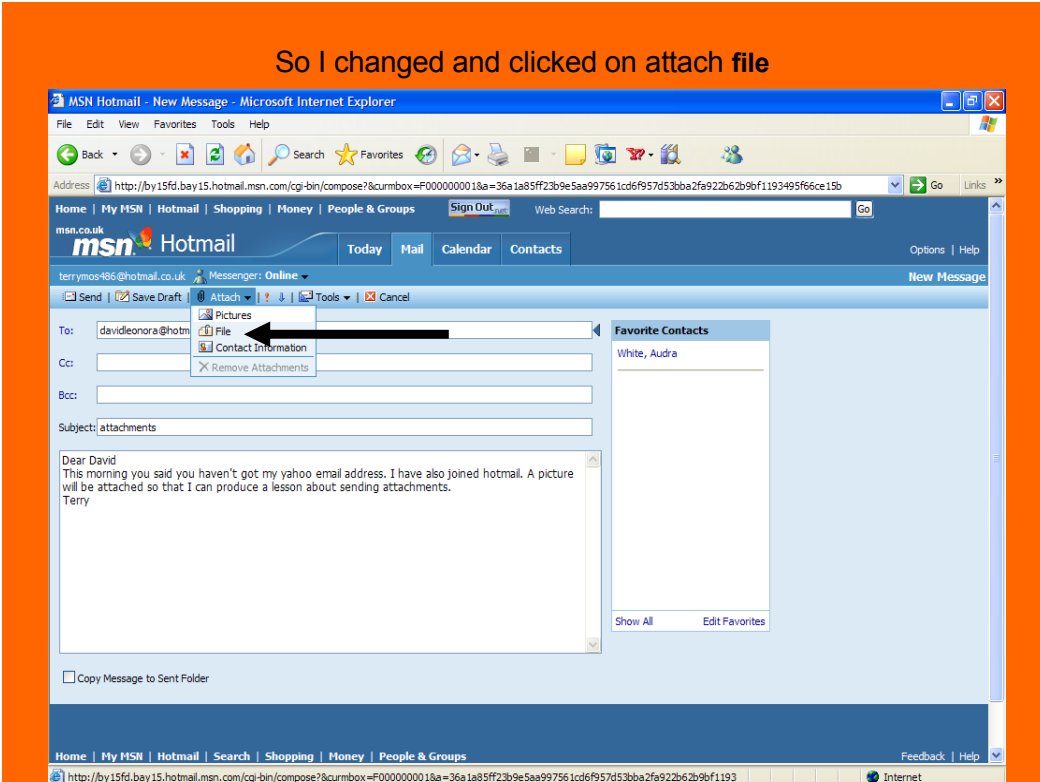 So I changed and clicked on attach file
MSN Hotmail - New Message - Microsoft Internet Explorer
File Edit View Favorites Tools Help
Back Search Favorites
Address http://by15fd.bay15.hotmail.msn.com/cgi-bin/compose?&curmbox=F000000001&a=36a1a85ff23b9e5aa997561cd6f957d53bba2fa922b62b9bf1193495f66ce15b Go Links »
Home | My MSN | Hotmail | Shopping | Money | People & Groups Sign Out .net Web Search: Go
msn.co.uk
msn Hotmail Today Mail Calendar Contacts Options | Help
terrymos486@hotmail.co.uk Messenger: Online New Message
Send | Save Draft | Attach | ! | Tools | Cancel
Pictures
To: davidleonora@hotm File Favorite Contacts
Contact Information
White, Audra
Cc: Remove Attachments
Bcc:
Subject: attachments
Dear David
This morning you said you haven't got my yahoo email address. I have also joined hotmail. A picture
will be attached so that I can produce a lesson about sending attachments.
Terry
Show All Edit Favorites
Copy Message to Sent Folder
Home | My MSN | Hotmail | Search | Shopping | Money | People & Groups Feedback | Help
http://by15fd.bay15.hotmail.msn.com/cgi-bin/compose?&curmbox=F000000001&a=36a1a85ff23b9e5aa997561cd6f957d53bba2fa922b62b9bf1193 Internet